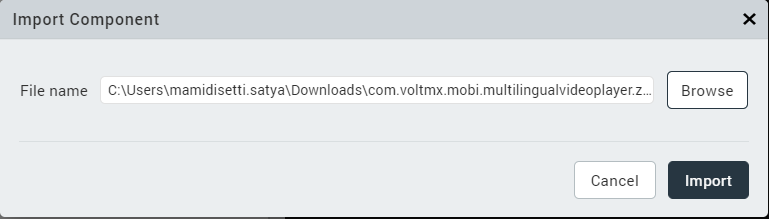 Import Component
File name C:\Users\mamidisetti.satya\Downloads\com.voltmx.mobi.multilingualvideoplayer.z... Browse
Cancel Import